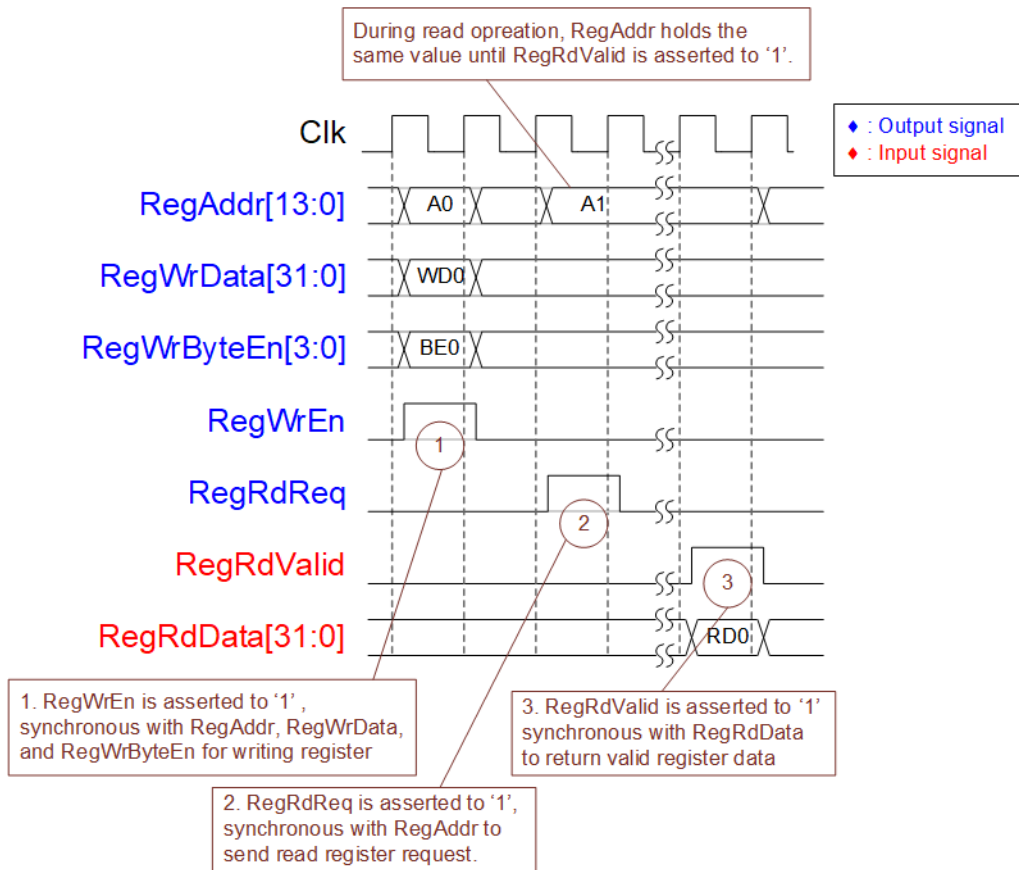 During read opreation, RegAddr holds the
same value until RegRdValid is asserted to ‘1’.
Clk
♦ : Output signal
♦ : Input signal
RegAddr[13:0]
A0
A1
RegWrData[31:0]
WD0
RegWrByteEn[3:0]
BE0
RegWrEn
1
RegRdReq
2
RegRdValid
3
RegRdData[31:0]
RD0
1. RegWrEn is asserted to ‘1’ ,
synchronous with RegAddr, RegWrData,
and RegWrByteEn for writing register
3. RegRdValid is asserted to ‘1’
synchronous with RegRdData
to return valid register data
2. RegRdReq is asserted to ‘1’,
synchronous with RegAddr to
send read register request.